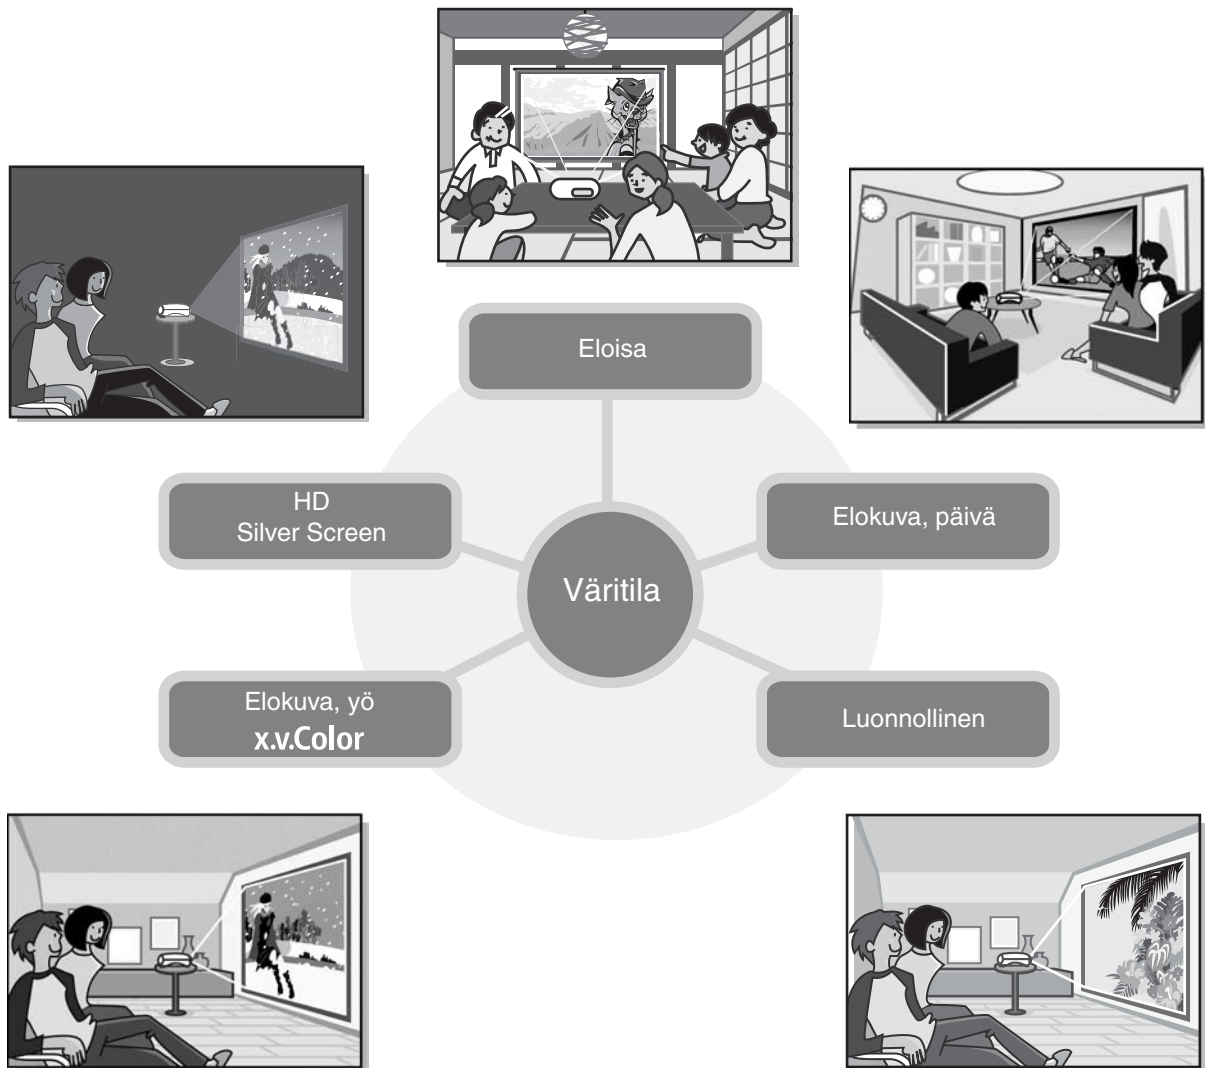 Eloisa
HD
Silver Screen
Elokuva, päivä
Väritila
Elokuva, yö
x.v.Color
Luonnollinen